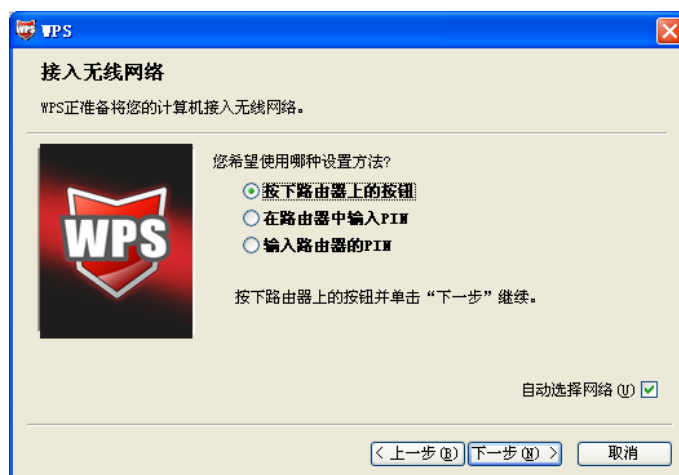 WPS
接入无线网络
WPS正准备将您的计算机接入无线网络。
您希望使用哪种设置方法?
WPS
按下路由器上的按钮
在路由器中输入PIN
输入路由器的PIN
按下路由器上的按钮并单击“下一步”继续。
自动选择网络(U)
< 上一步(B) 下一步(N) > 取消